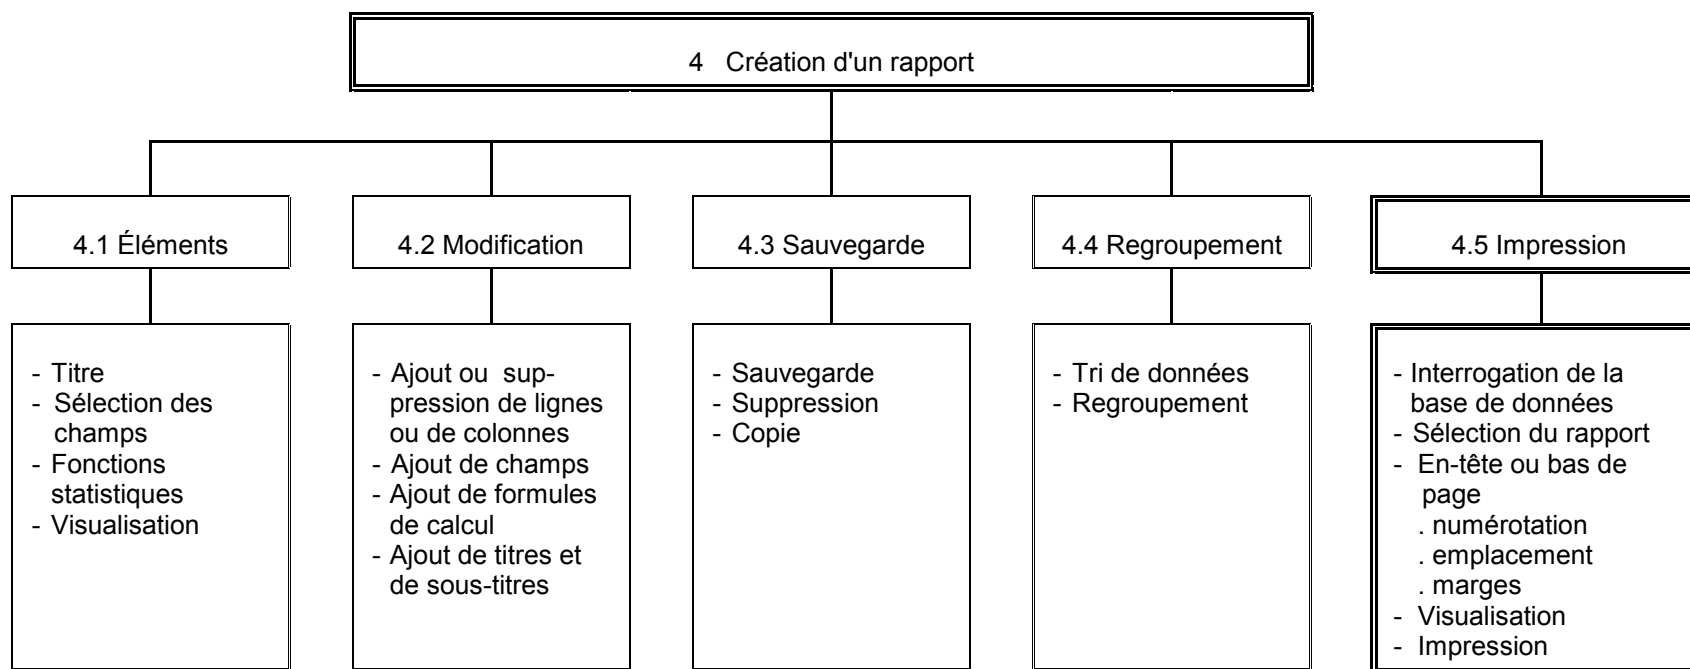 4 Création d'un rapport
4.1 Éléments
4.2 Modification
4.3 Sauvegarde
4.4 Regroupement
4.5 Impression
- Titre
- Sélection des
champs
- Fonctions
statistiques
- Visualisation
- Ajout ou sup-
pression de lignes
ou de colonnes
- Ajout de champs
- Ajout de formules
de calcul
- Ajout de titres et
de sous-titres
- Sauvegarde
- Suppression
- Copie
- Tri de données
- Regroupement
- Interrogation de la
base de données
- Sélection du rapport
- En-tête ou bas de
page
. numérotation
. emplacement
. marges
- Visualisation
- Impression